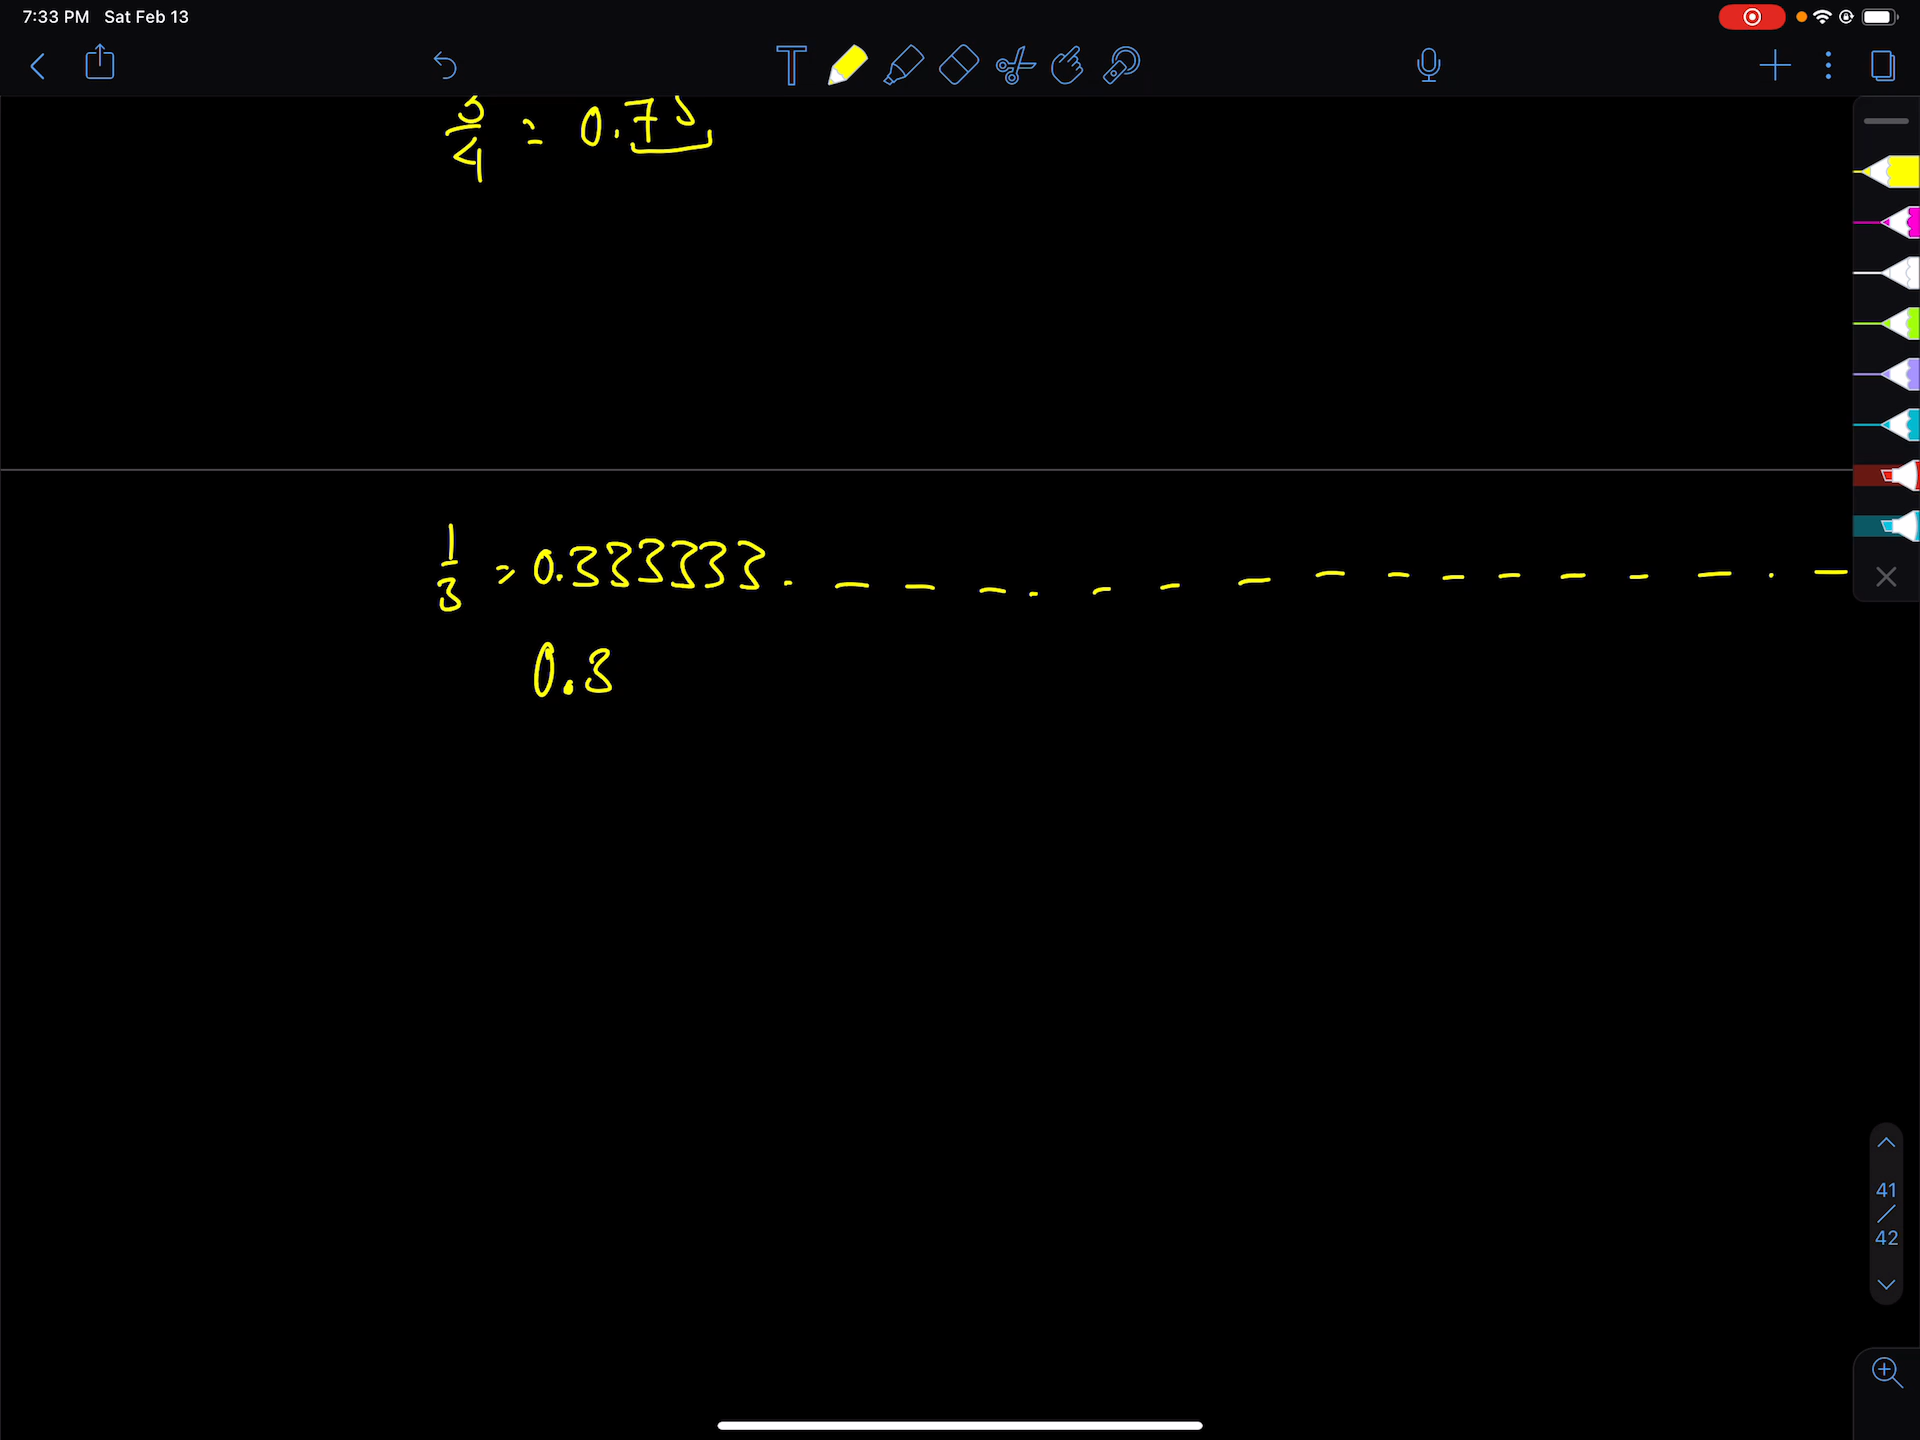 7:33 PM Sat Feb 13
3/4 = 0.75
1/3 = 0.333333. _ _ _ . _ _ _ _ _ _ _ _ _ _ . _
0.3
41
/
42